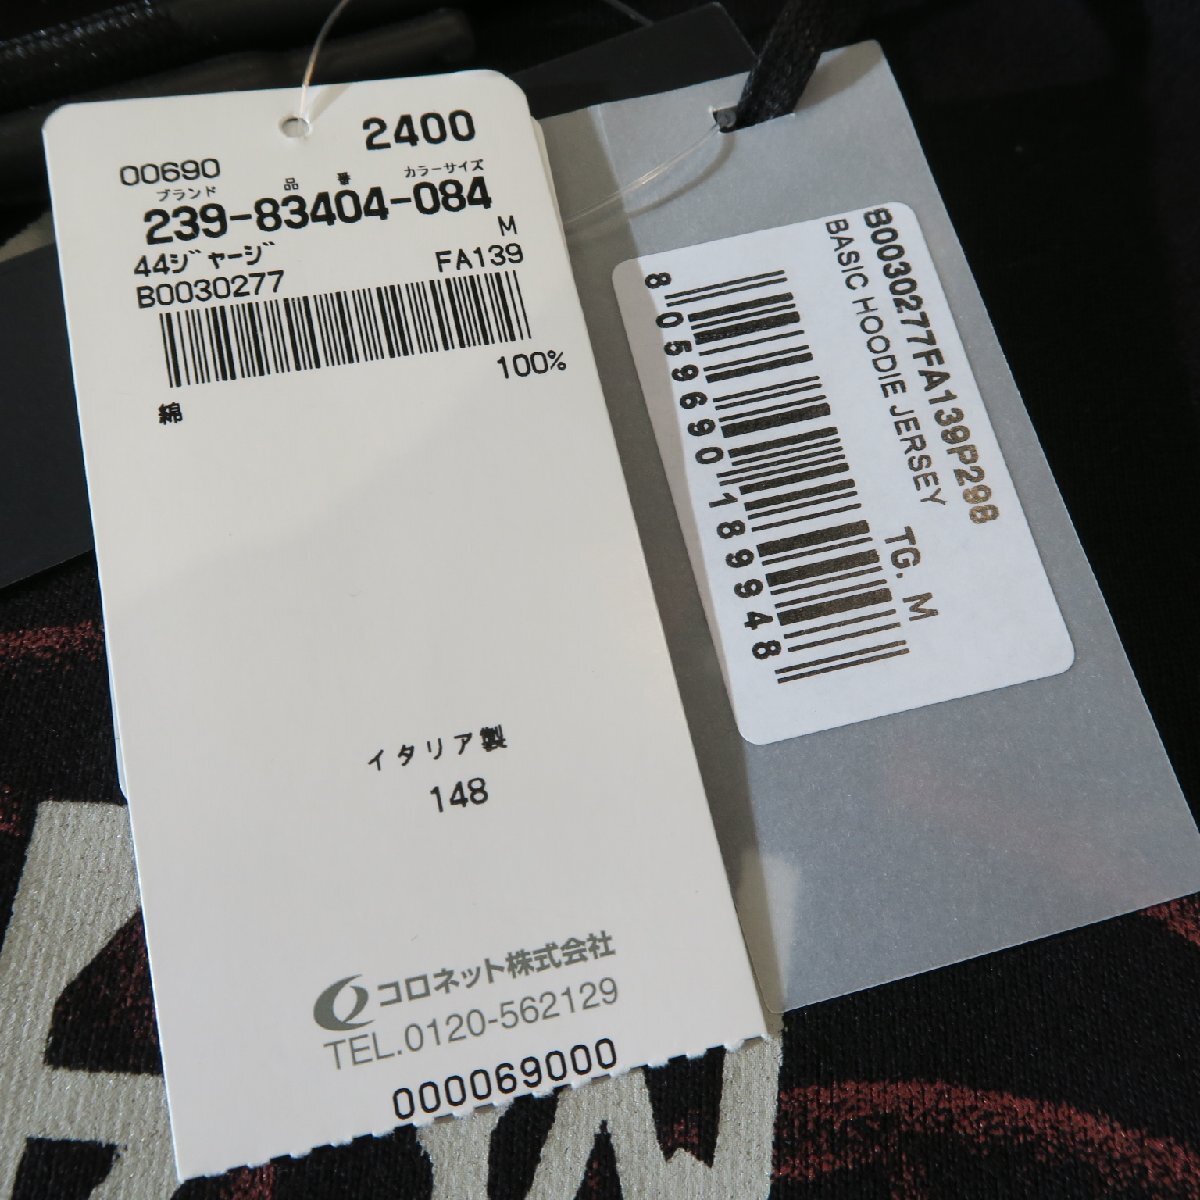 2400
00690
ブランド 品番 カラーサイズ
239-83404-084
M
44ジャージ
FA139
B0030277
100%
綿
イタリア製
148
コロネット株式会社
TEL.0120-562129
000069000
B0030277FA139P298
BASIC HOODIE JERSEY
TG. M
8059690189948